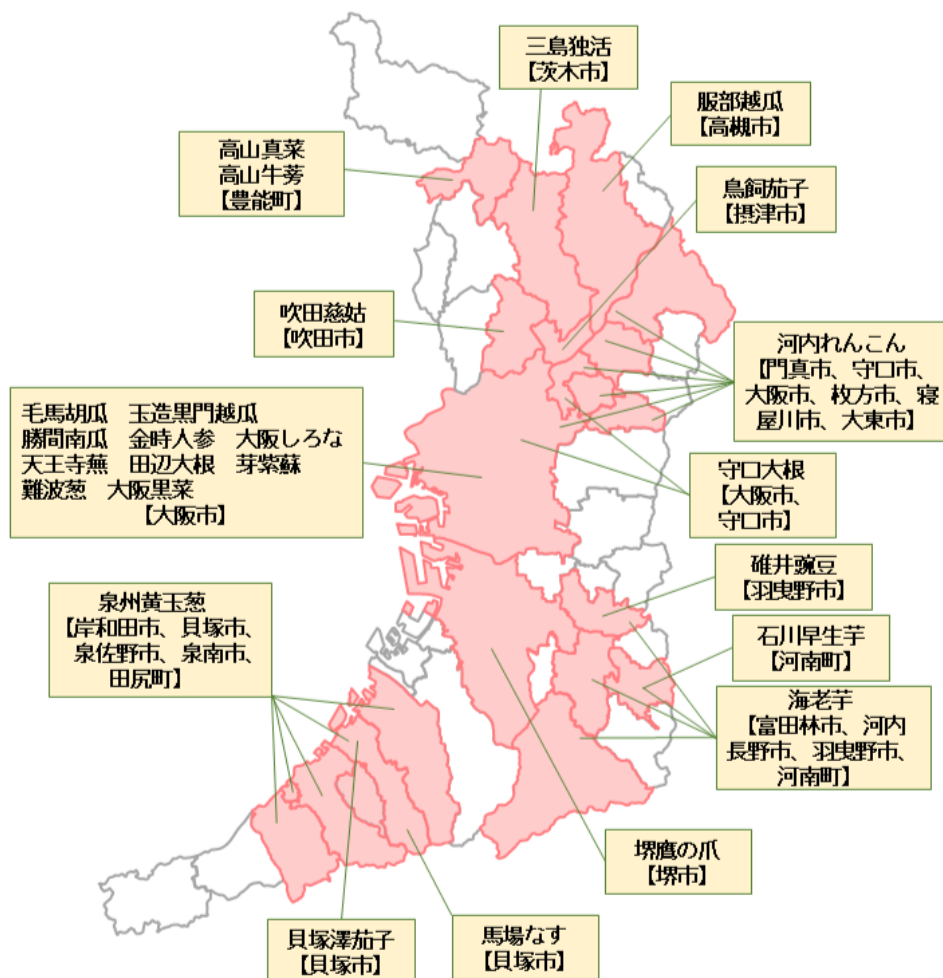 三島独活
【茨木市】
服部越瓜
【高槻市】
高山真菜
高山牛蒡
【豊能町】
鳥飼茄子
【摂津市】
吹田慈姑
【吹田市】
河内れんこん
【門真市、守口市、
大阪市、枚方市、寝
屋川市、大東市】
毛馬胡瓜 玉造黒門越瓜
勝間南瓜 金時人参 大阪しろな
天王寺蕪 田辺大根 芽紫蘇
難波葱 大阪黒菜
【大阪市】
守口大根
【大阪市、
守口市】
碓井豌豆
【羽曳野市】
泉州黄玉葱
【岸和田市、貝塚市、
泉佐野市、泉南市、
田尻町】
石川早生芋
【河南町】
海老芋
【富田林市、河内
長野市、羽曳野市、
河南町】
堺鷹の爪
【堺市】
貝塚澤茄子
【貝塚市】
馬場なす
【貝塚市】